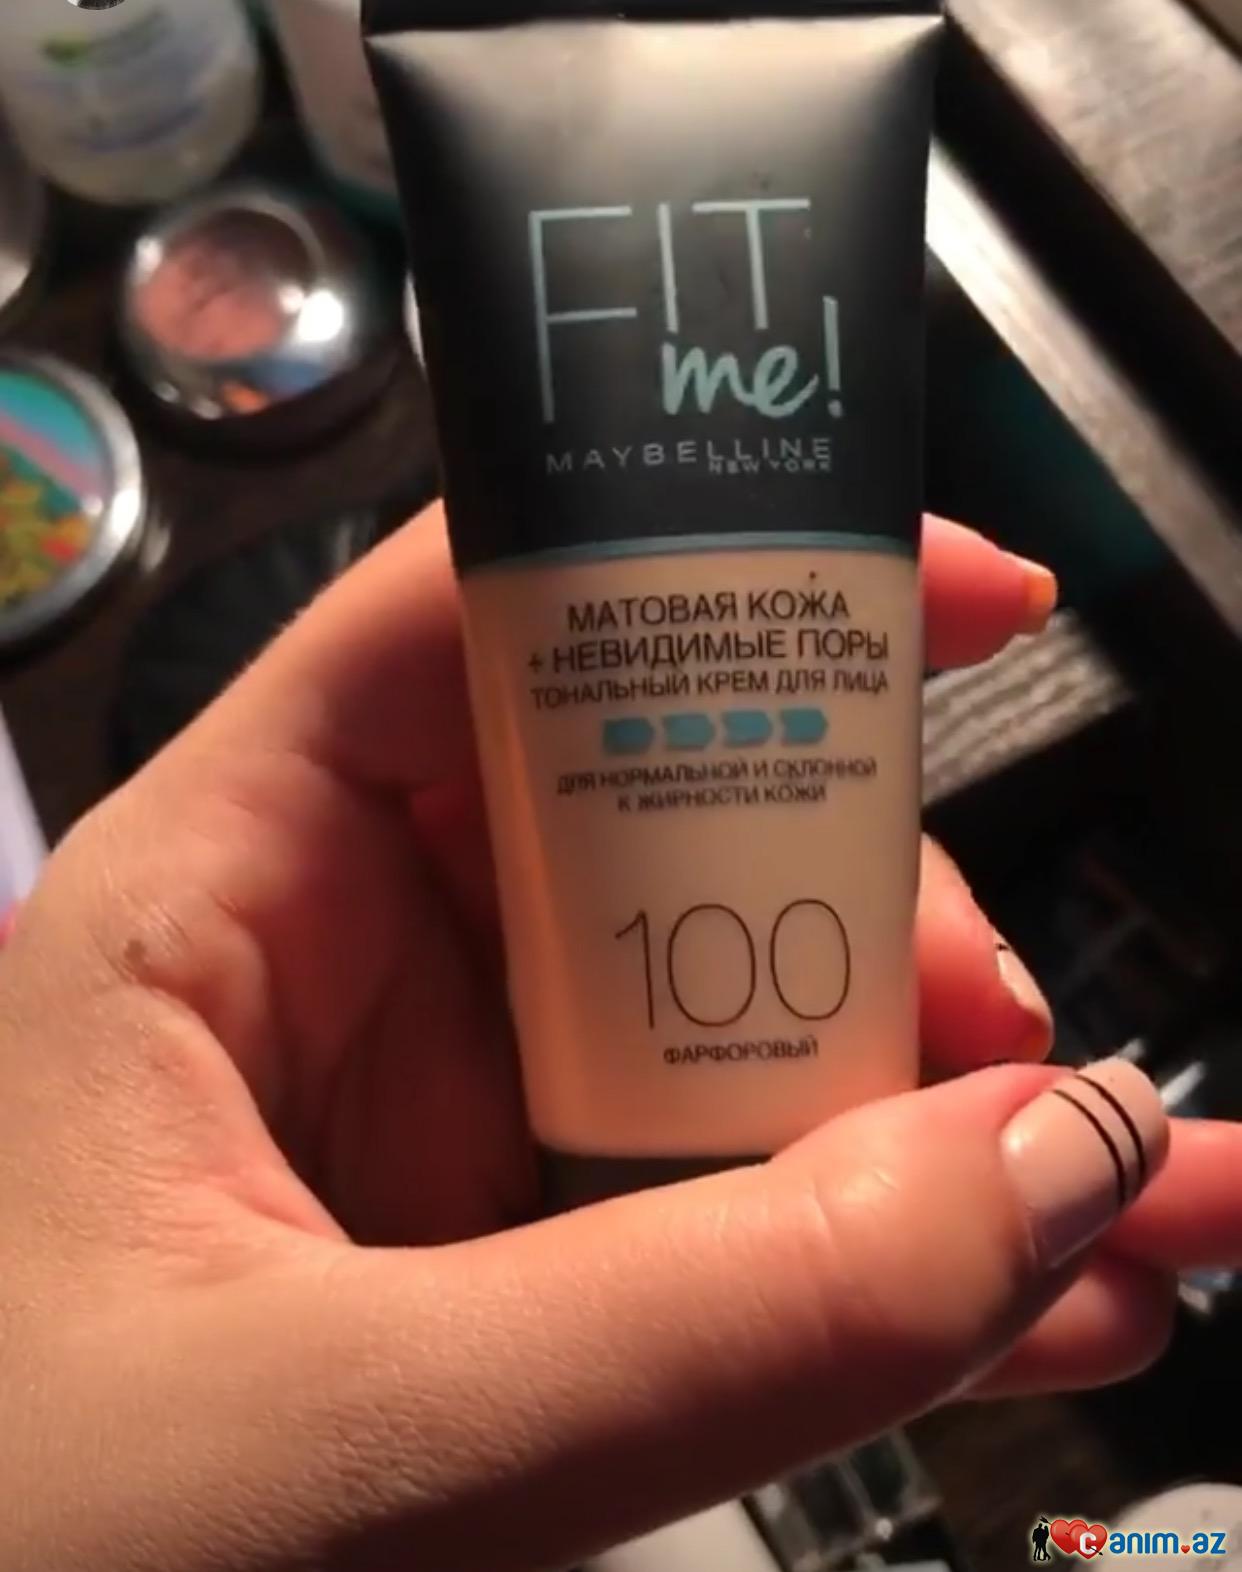 FIT
me!
MAYBELLINE
NEW YORK
МАТОВАЯ КОЖА
+ НЕВИДИМЫЕ ПОРЫ
ТОНАЛЬНЫЙ КРЕМ ДЛЯ ЛИЦА
ДЛЯ НОРМАЛЬНОЙ И СКЛОННОЙ
К ЖИРНОСТИ КОЖИ
100
ФАРФОРОВЫЙ
Canim.az